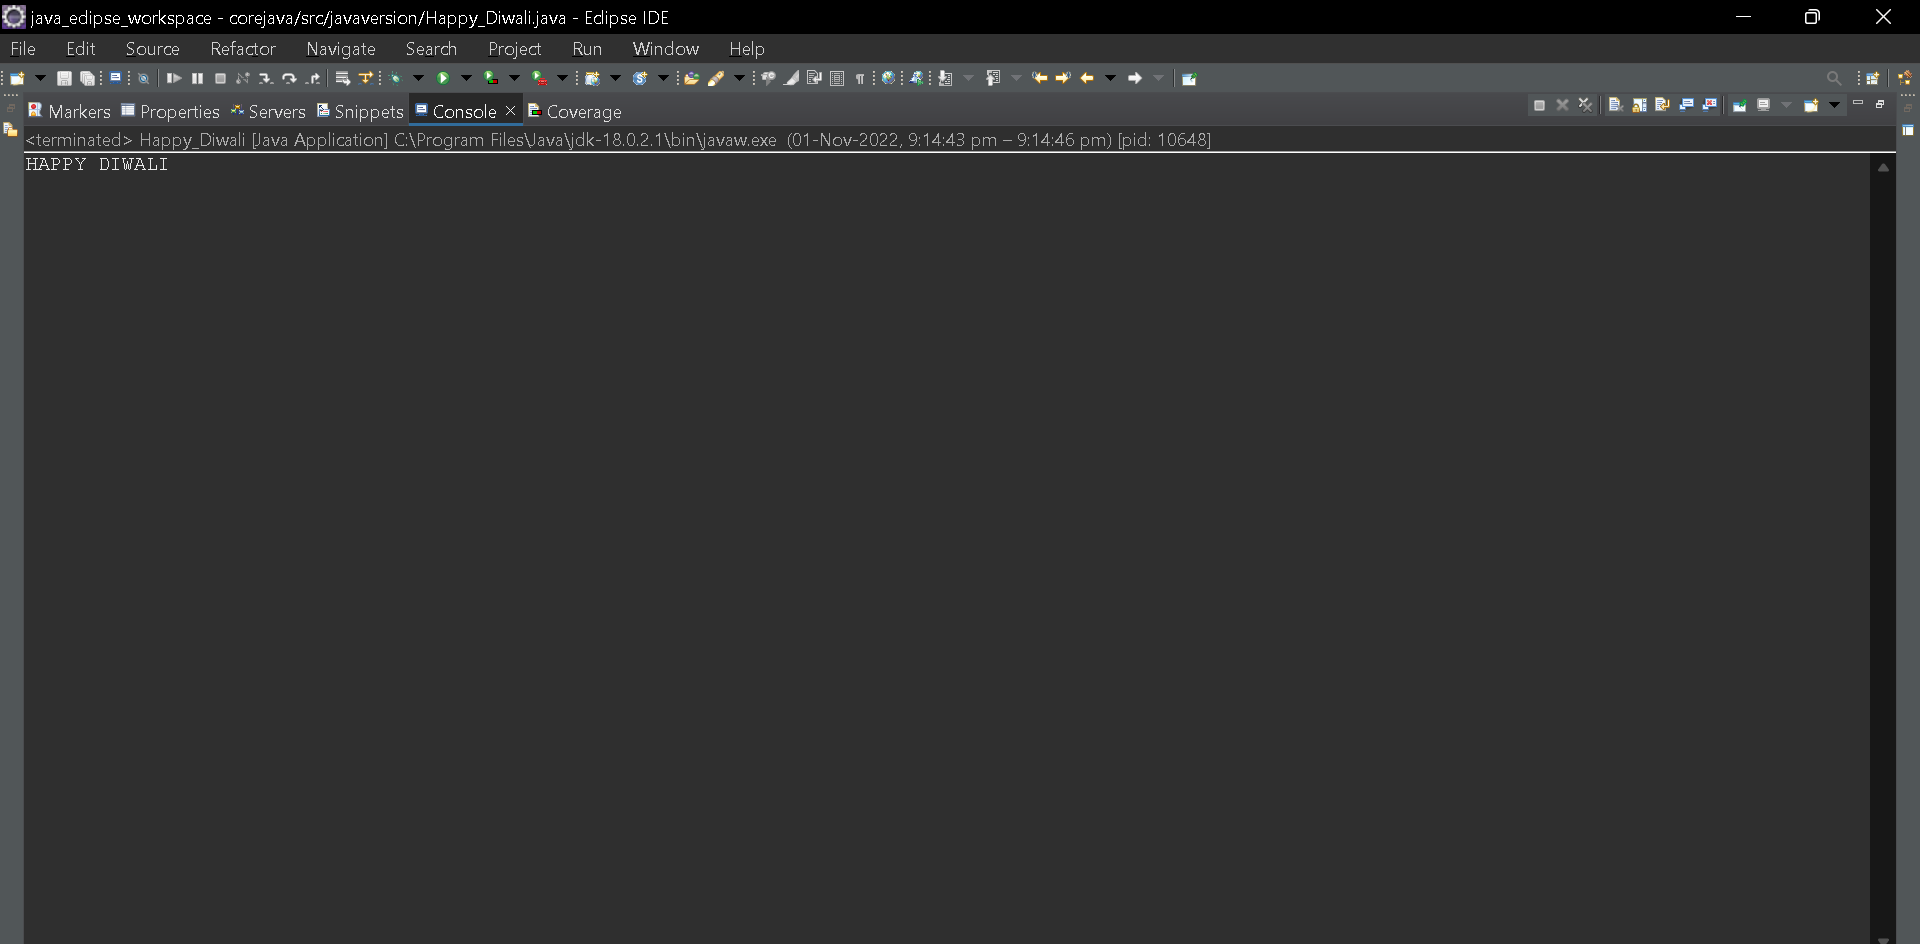 java_eclipse_workspace - corejava/src/javaversion/Happy_Diwali.java - Eclipse IDE
File Edit Source Refactor Navigate Search Project Run Window Help
Markers Properties Servers Snippets Console Coverage
<terminated> Happy_Diwali [Java Application] C:\Program Files\Java\jdk-18.0.2.1\bin\javaw.exe (01-Nov-2022, 9:14:43 pm – 9:14:46 pm) [pid: 10648]
HAPPY DIWALI